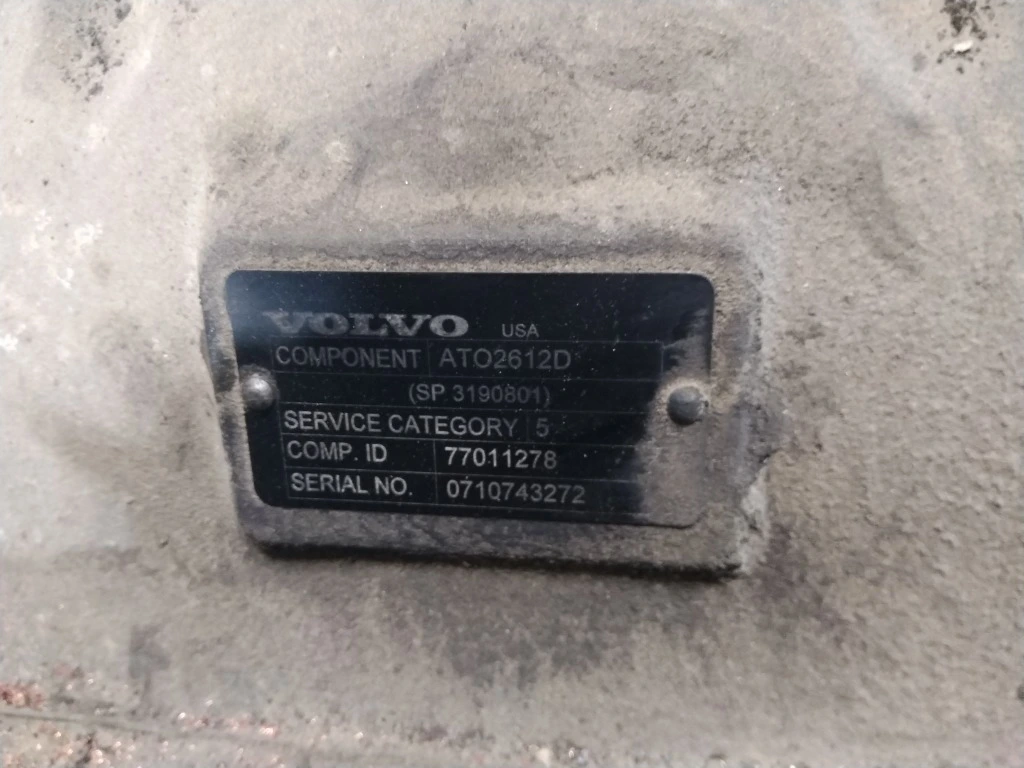 VOLVO USA
COMPONENT ATO2612D
(SP 3190801)
SERVICE CATEGORY 5
COMP. ID 77011278
SERIAL NO. 0710743272